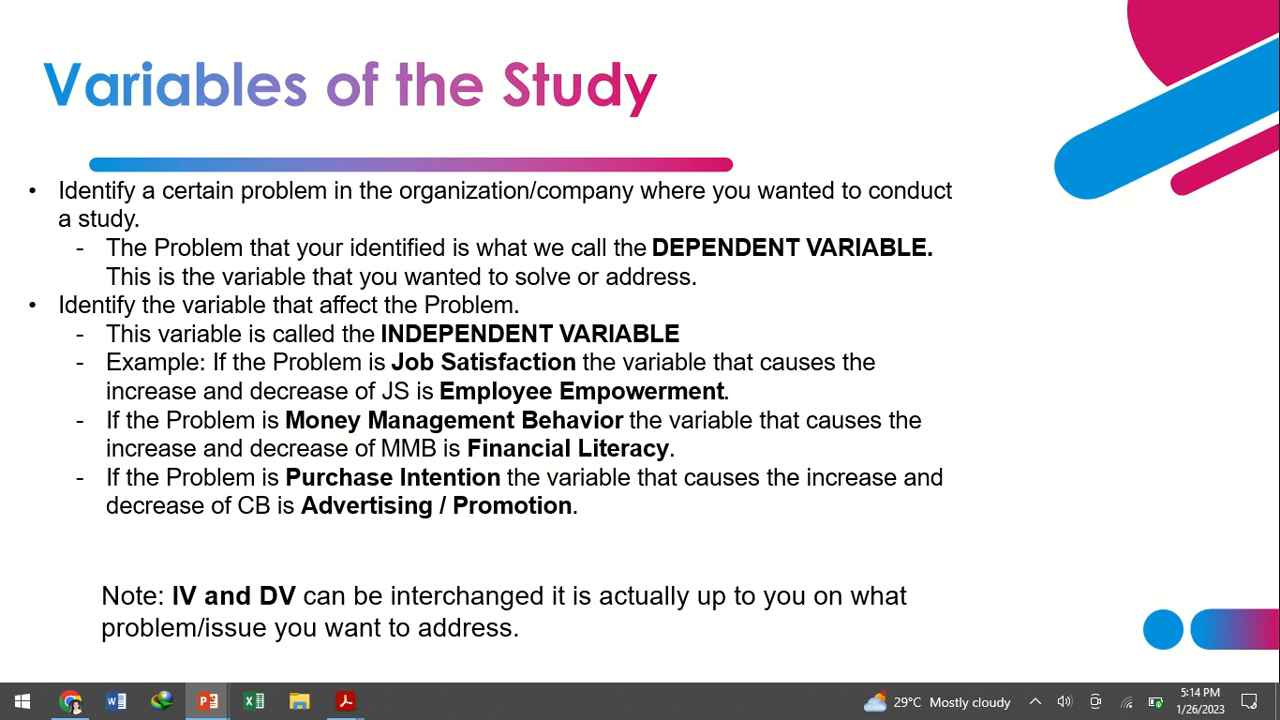 Variables of the Study
• Identify a certain problem in the organization/company where you wanted to conduct
a study.
- The Problem that your identified is what we call the DEPENDENT VARIABLE.
This is the variable that you wanted to solve or address.
• Identify the variable that affect the Problem.
- This variable is called the INDEPENDENT VARIABLE
- Example: If the Problem is Job Satisfaction the variable that causes the
increase and decrease of JS is Employee Empowerment.
- If the Problem is Money Management Behavior the variable that causes the
increase and decrease of MMB is Financial Literacy.
- If the Problem is Purchase Intention the variable that causes the increase and
decrease of CB is Advertising / Promotion.
Note: IV and DV can be interchanged it is actually up to you on what
problem/issue you want to address.
29°C Mostly cloudy
5:14 PM
1/26/2023